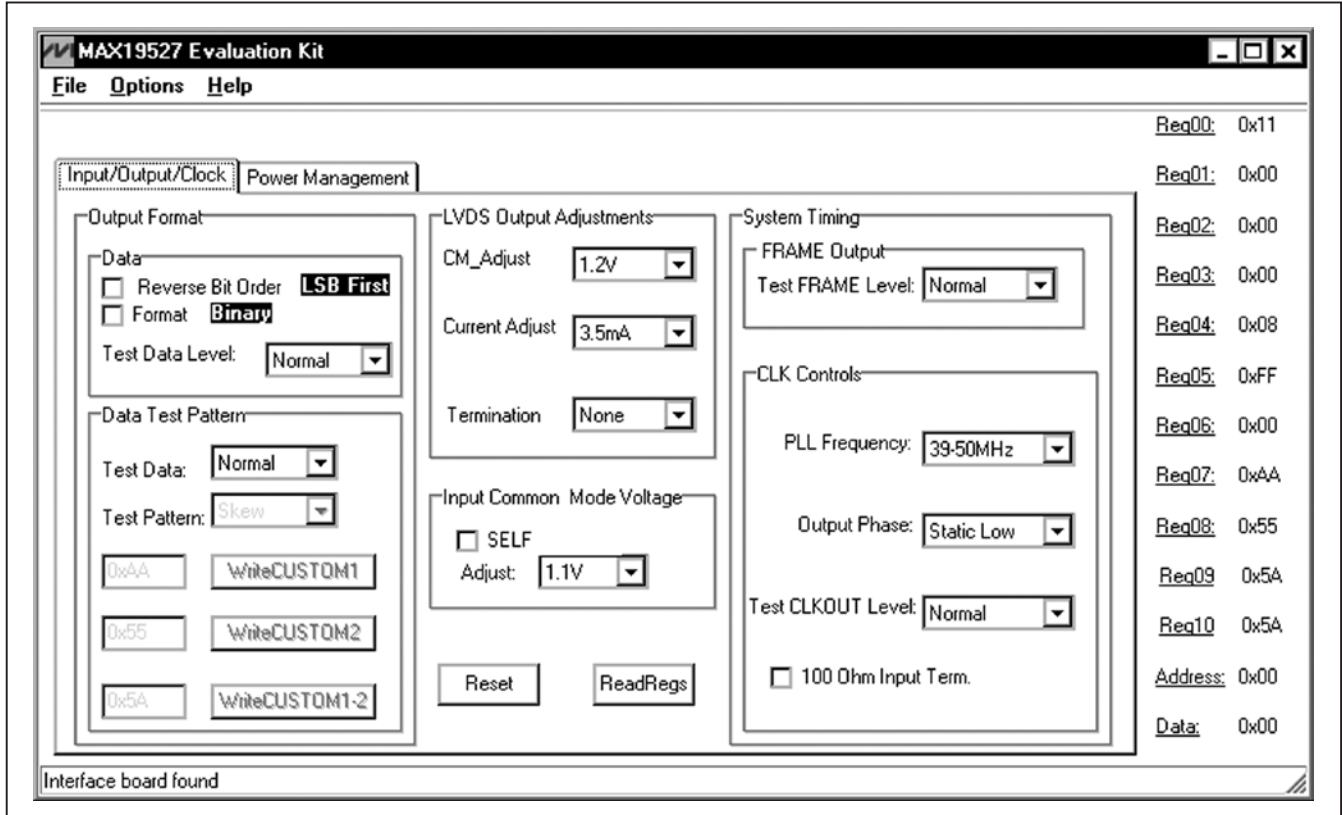 MAX19527 Evaluation Kit
File Options Help
Input/Output/Clock Power Management
Output Format
Data
Reverse Bit Order LSB First
Format Binary
Test Data Level: Normal
Data Test Pattern
Test Data: Normal
Test Pattern: Skew
0xAA WriteCUSTOM1
0x55 WriteCUSTOM2
0x5A WriteCUSTOM1-2
LVDS Output Adjustments
CM_Adjust 1.2V
Current Adjust 3.5mA
Termination None
Input Common Mode Voltage
SELF
Adjust: 1.1V
Reset ReadRegs
System Timing
FRAME Output
Test FRAME Level: Normal
CLK Controls
PLL Frequency: 39-50MHz
Output Phase: Static Low
Test CLKOUT Level: Normal
100 Ohm Input Term.
Reg00: 0x11
Reg01: 0x00
Reg02: 0x00
Reg03: 0x00
Reg04: 0x08
Reg05: 0xFF
Reg06: 0x00
Reg07: 0xAA
Reg08: 0x55
Reg09 0x5A
Reg10 0x5A
Address: 0x00
Data: 0x00
Interface board found